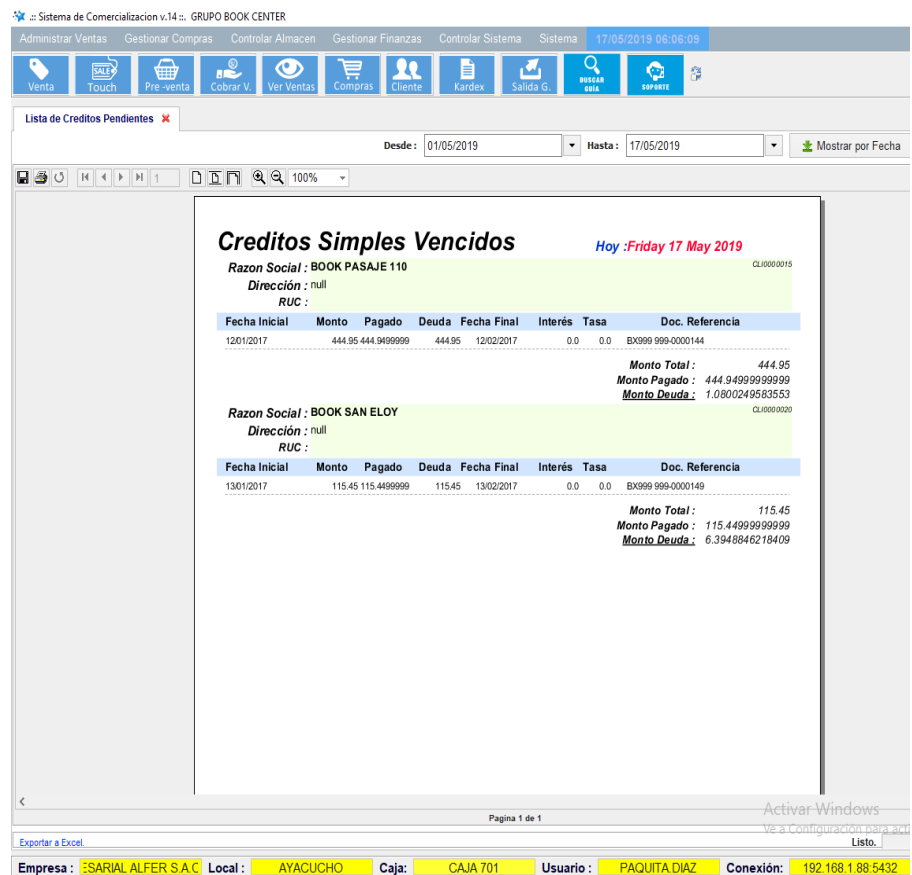 .:: Sistema de Comercializacion v.14 ::. GRUPO BOOK CENTER
Administrar Ventas Gestionar Compras Controlar Almacen Gestionar Finanzas Controlar Sistema Sistema 17/05/2019 06:06:09
SALE
Venta Touch Pre -venta Cobrar V. Ver Ventas Compras Cliente Kardex Salida G. BUSCAR GUÍA SOPORTE
Lista de Creditos Pendientes
Desde : 01/05/2019 Hasta : 17/05/2019 Mostrar por Fecha
1 100%
Creditos Simples Vencidos Hoy :Friday 17 May 2019
Razon Social : BOOK PASAJE 110 CLI0000015
Dirección : null
RUC :
Fecha Inicial Monto Pagado Deuda Fecha Final Interés Tasa Doc. Referencia
12/01/2017 444.95 444.9499999 444.95 12/02/2017 0.0 0.0 BX999 999-0000144
Monto Total : 444.95
Monto Pagado : 444.94999999999
Monto Deuda : 1.0800249583553
Razon Social : BOOK SAN ELOY CLI0000020
Dirección : null
RUC :
Fecha Inicial Monto Pagado Deuda Fecha Final Interés Tasa Doc. Referencia
13/01/2017 115.45 115.4499999 115.45 13/02/2017 0.0 0.0 BX999 999-0000149
Monto Total : 115.45
Monto Pagado : 115.44999999999
Monto Deuda : 6.3948846218409
Activar Windows
Pagina 1 de 1
Ve a Configuración para acti
Exportar a Excel. Listo.
Empresa : ESARIAL ALFER S.A.C Local : AYACUCHO Caja: CAJA 701 Usuario : PAQUITA.DIAZ Conexión: 192.168.1.88:5432